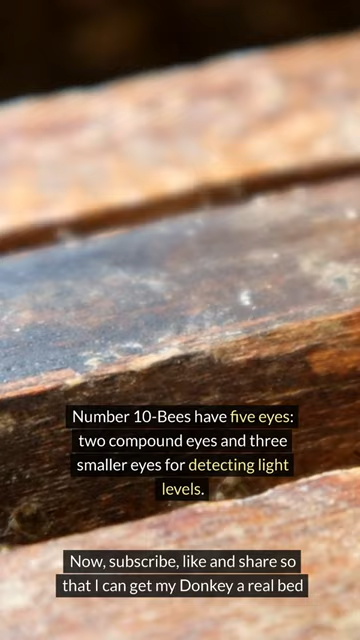 Number 10-Bees have five eyes:
two compound eyes and three
smaller eyes for detecting light
levels.
Now, subscribe, like and share so
that I can get my Donkey a real bed